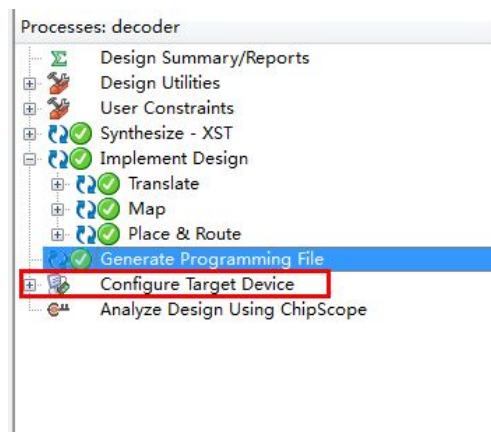 Processes: decoder
Design Summary/Reports
Design Utilities
User Constraints
Synthesize - XST
Implement Design
Translate
Map
Place & Route
Generate Programming File
Configure Target Device
Analyze Design Using ChipScope